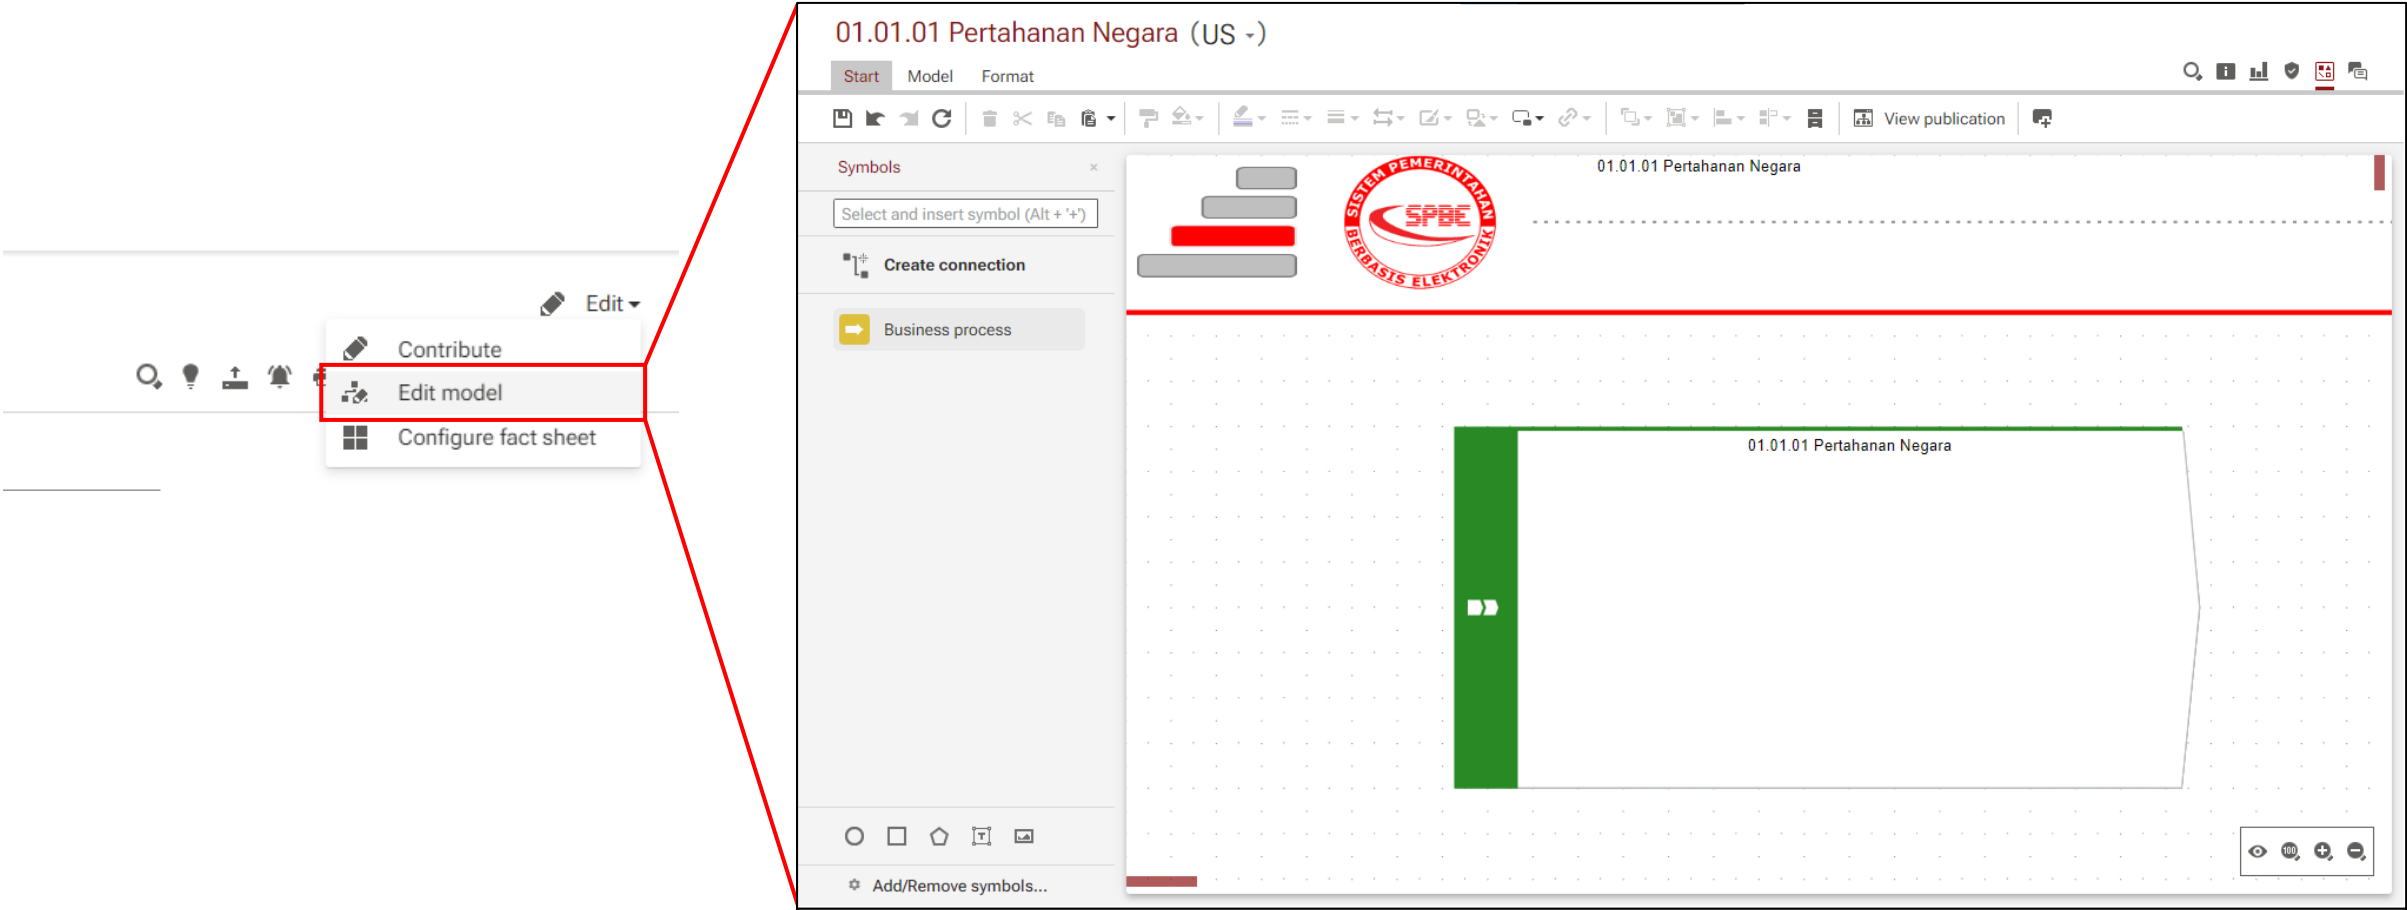 Edit
Contribute
Edit model
Configure fact sheet
01.01.01 Pertahanan Negara (US -)
Start Model Format
View publication
Symbols ×
Select and insert symbol (Alt + '+')
Create connection
Business process
Add/Remove symbols...
SISTEM PEMERINTAHAN
SPBE
BERBASIS ELEKTRONIK
01.01.01 Pertahanan Negara
01.01.01 Pertahanan Negara
100